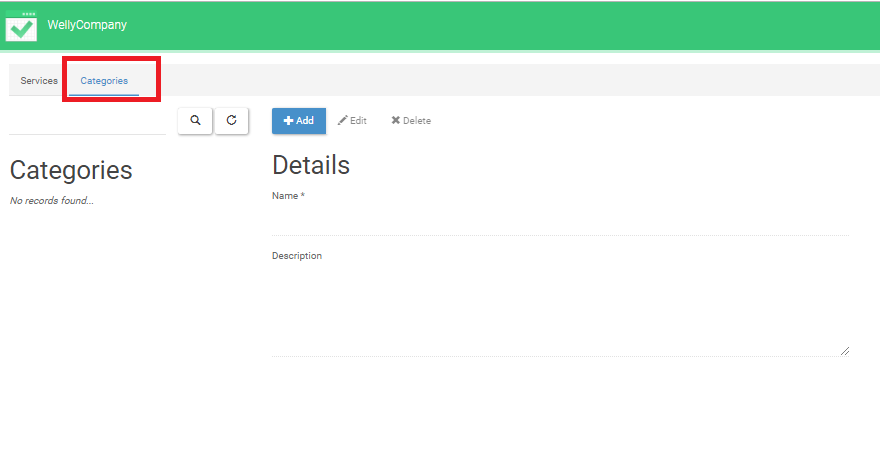 WellyCompany
Services Categories
Add Edit Delete
Categories
No records found...
Details
Name *
Description